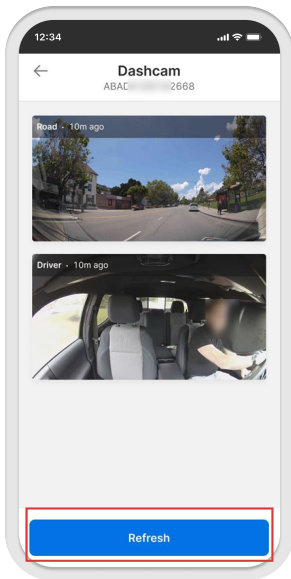 12:34
Dashcam
ABAD 2668
Road · 10m ago
Driver · 10m ago
Refresh